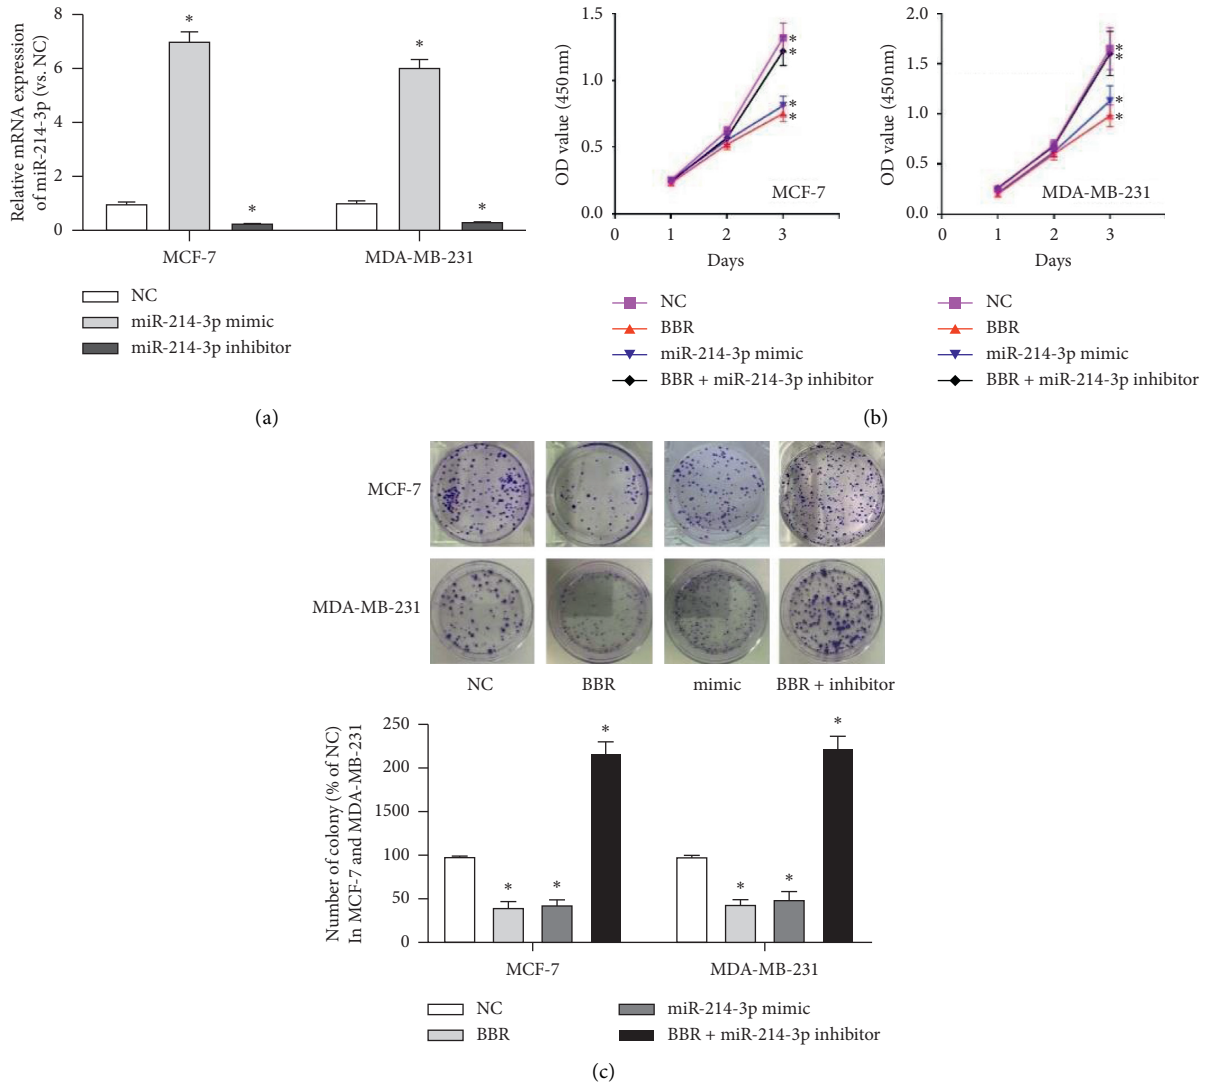 Relative mRNA expression
of miR-214-3p (vs. NC)
8
6
4
2
0
*
*
*
*
MCF-7
MDA-MB-231
NC
miR-214-3p mimic
miR-214-3p inhibitor
(a)
OD value (450 nm)
1.5
1.0
0.5
0.0
*
*
*
*
MCF-7
0
1
2
3
Days
NC
BBR
miR-214-3p mimic
BBR + miR-214-3p inhibitor
OD value (450 nm)
2.0
1.5
1.0
0.5
0.0
*
*
*
*
MDA-MB-231
0
1
2
3
Days
NC
BBR
miR-214-3p mimic
BBR + miR-214-3p inhibitor
(b)
MCF-7
MDA-MB-231
NC
BBR
mimic
BBR + inhibitor
Number of colony (% of NC)
In MCF-7 and MDA-MB-231
250
200
1500
100
50
0
*
*
*
*
*
*
MCF-7
MDA-MB-231
NC
BBR
miR-214-3p mimic
BBR + miR-214-3p inhibitor
(c)